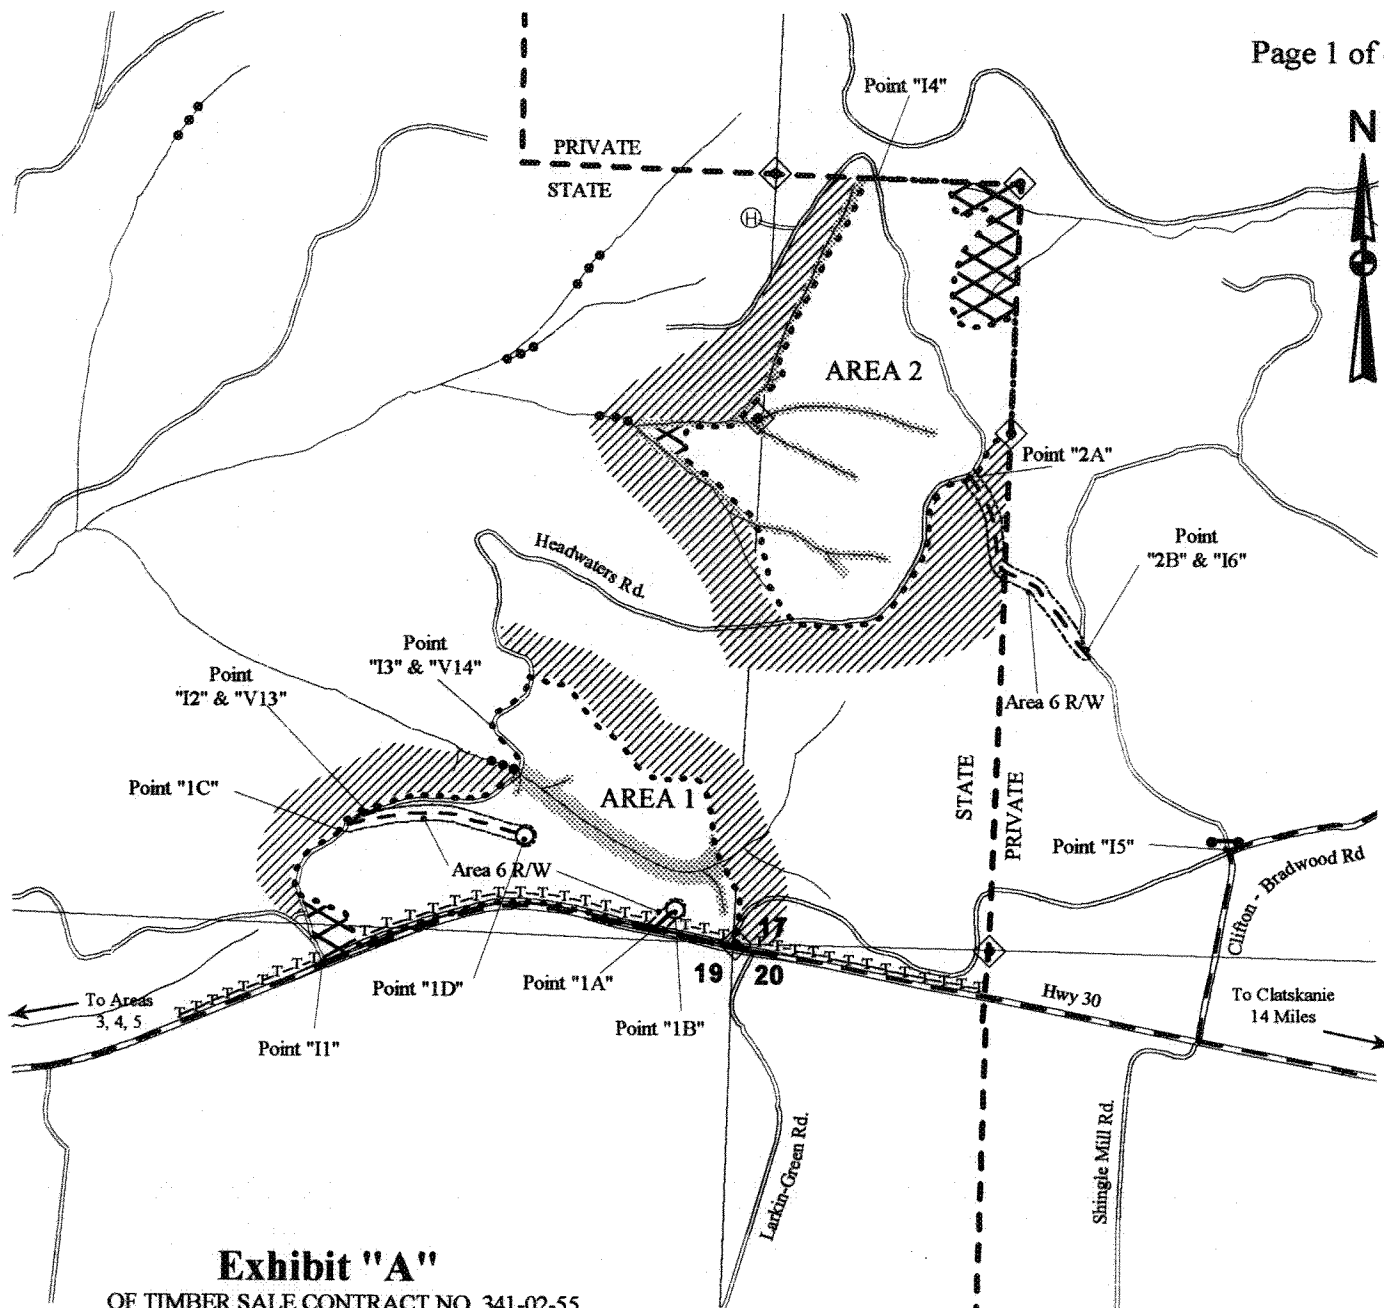 Page 1 of
Point "I4"
N
PRIVATE
STATE
H
AREA 2
Point "2A"
Point
"2B" & "I6"
Headwaters Rd.
Point
"I3" & "V14"
Point
"I2" & "V13"
Area 6 R/W
STATE
PRIVATE
Point "1C"
AREA 1
Point "I5"
Clifton - Bradwood Rd
Area 6 R/W
17
19
20
To Areas
3, 4, 5
Point "1D"
Point "1A"
Hwy 30
To Clatskanie
14 Miles
Point "1B"
Point "I1"
Larkin-Green Rd.
Shingle Mill Rd.
Exhibit "A"
OF TIMBER SALE CONTRACT NO. 341-02-55